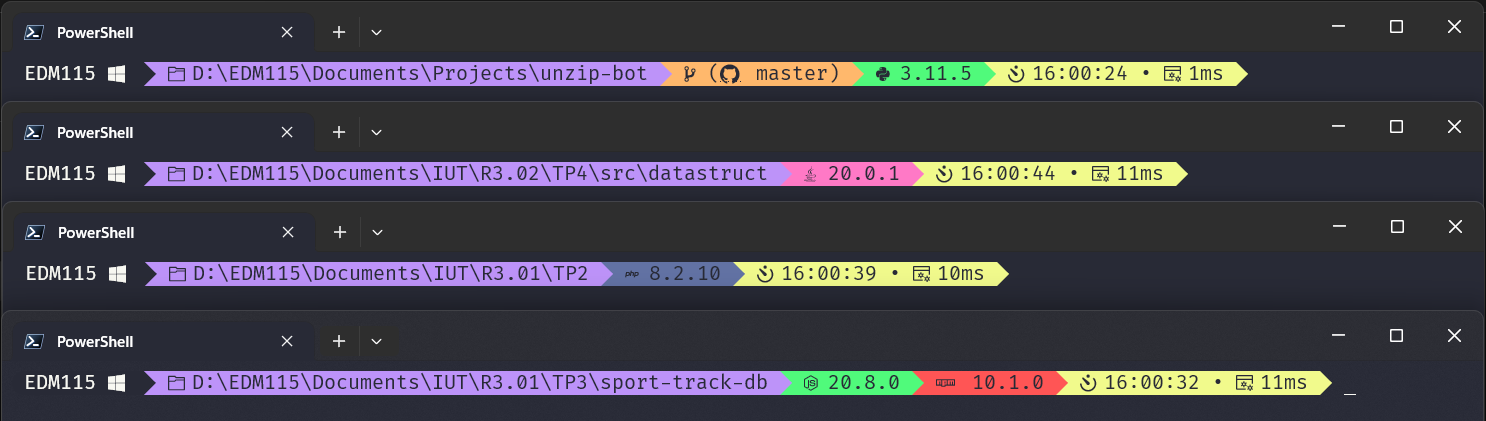 PowerShell
EDM115 D:\EDM115\Documents\Projects\unzip-bot ( master) 3.11.5 16:00:24 • 1ms
PowerShell
EDM115 D:\EDM115\Documents\IUT\R3.02\TP4\src\datastruct 20.0.1 16:00:44 • 11ms
PowerShell
EDM115 D:\EDM115\Documents\IUT\R3.01\TP2 php 8.2.10 16:00:39 • 10ms
PowerShell
EDM115 D:\EDM115\Documents\IUT\R3.01\TP3\sport-track-db JS 20.8.0 npm 10.1.0 16:00:32 • 11ms _